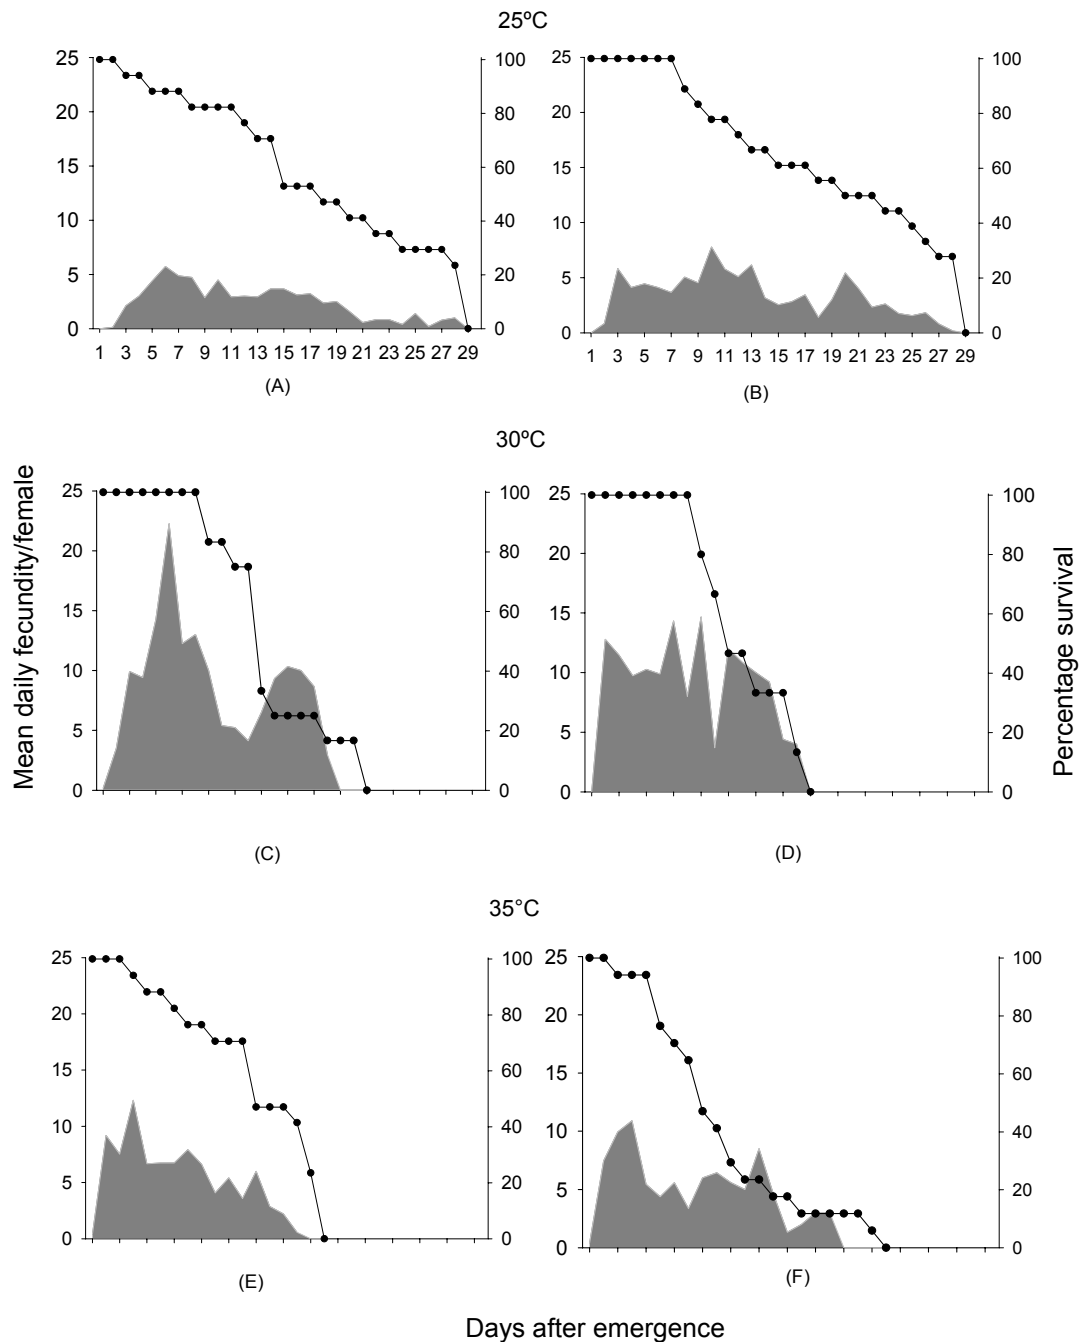 25ºC
25 20 15 10 5 0
100 80 60 40 20 0
1 3 5 7 9 11 13 15 17 19 21 23 25 27 29
(A)
25 20 15 10 5 0
100 80 60 40 20 0
1 3 5 7 9 11 13 15 17 19 21 23 25 27 29
(B)
30ºC
Mean daily fecundity/female
25 20 15 10 5 0
100 80 60 40 20 0
(C)
25 20 15 10 5 0
100 80 60 40 20 0
Percentage survival
(D)
35°C
25 20 15 10 5 0
100 80 60 40 20 0
(E)
25 20 15 10 5 0
100 80 60 40 20 0
(F)
Days after emergence